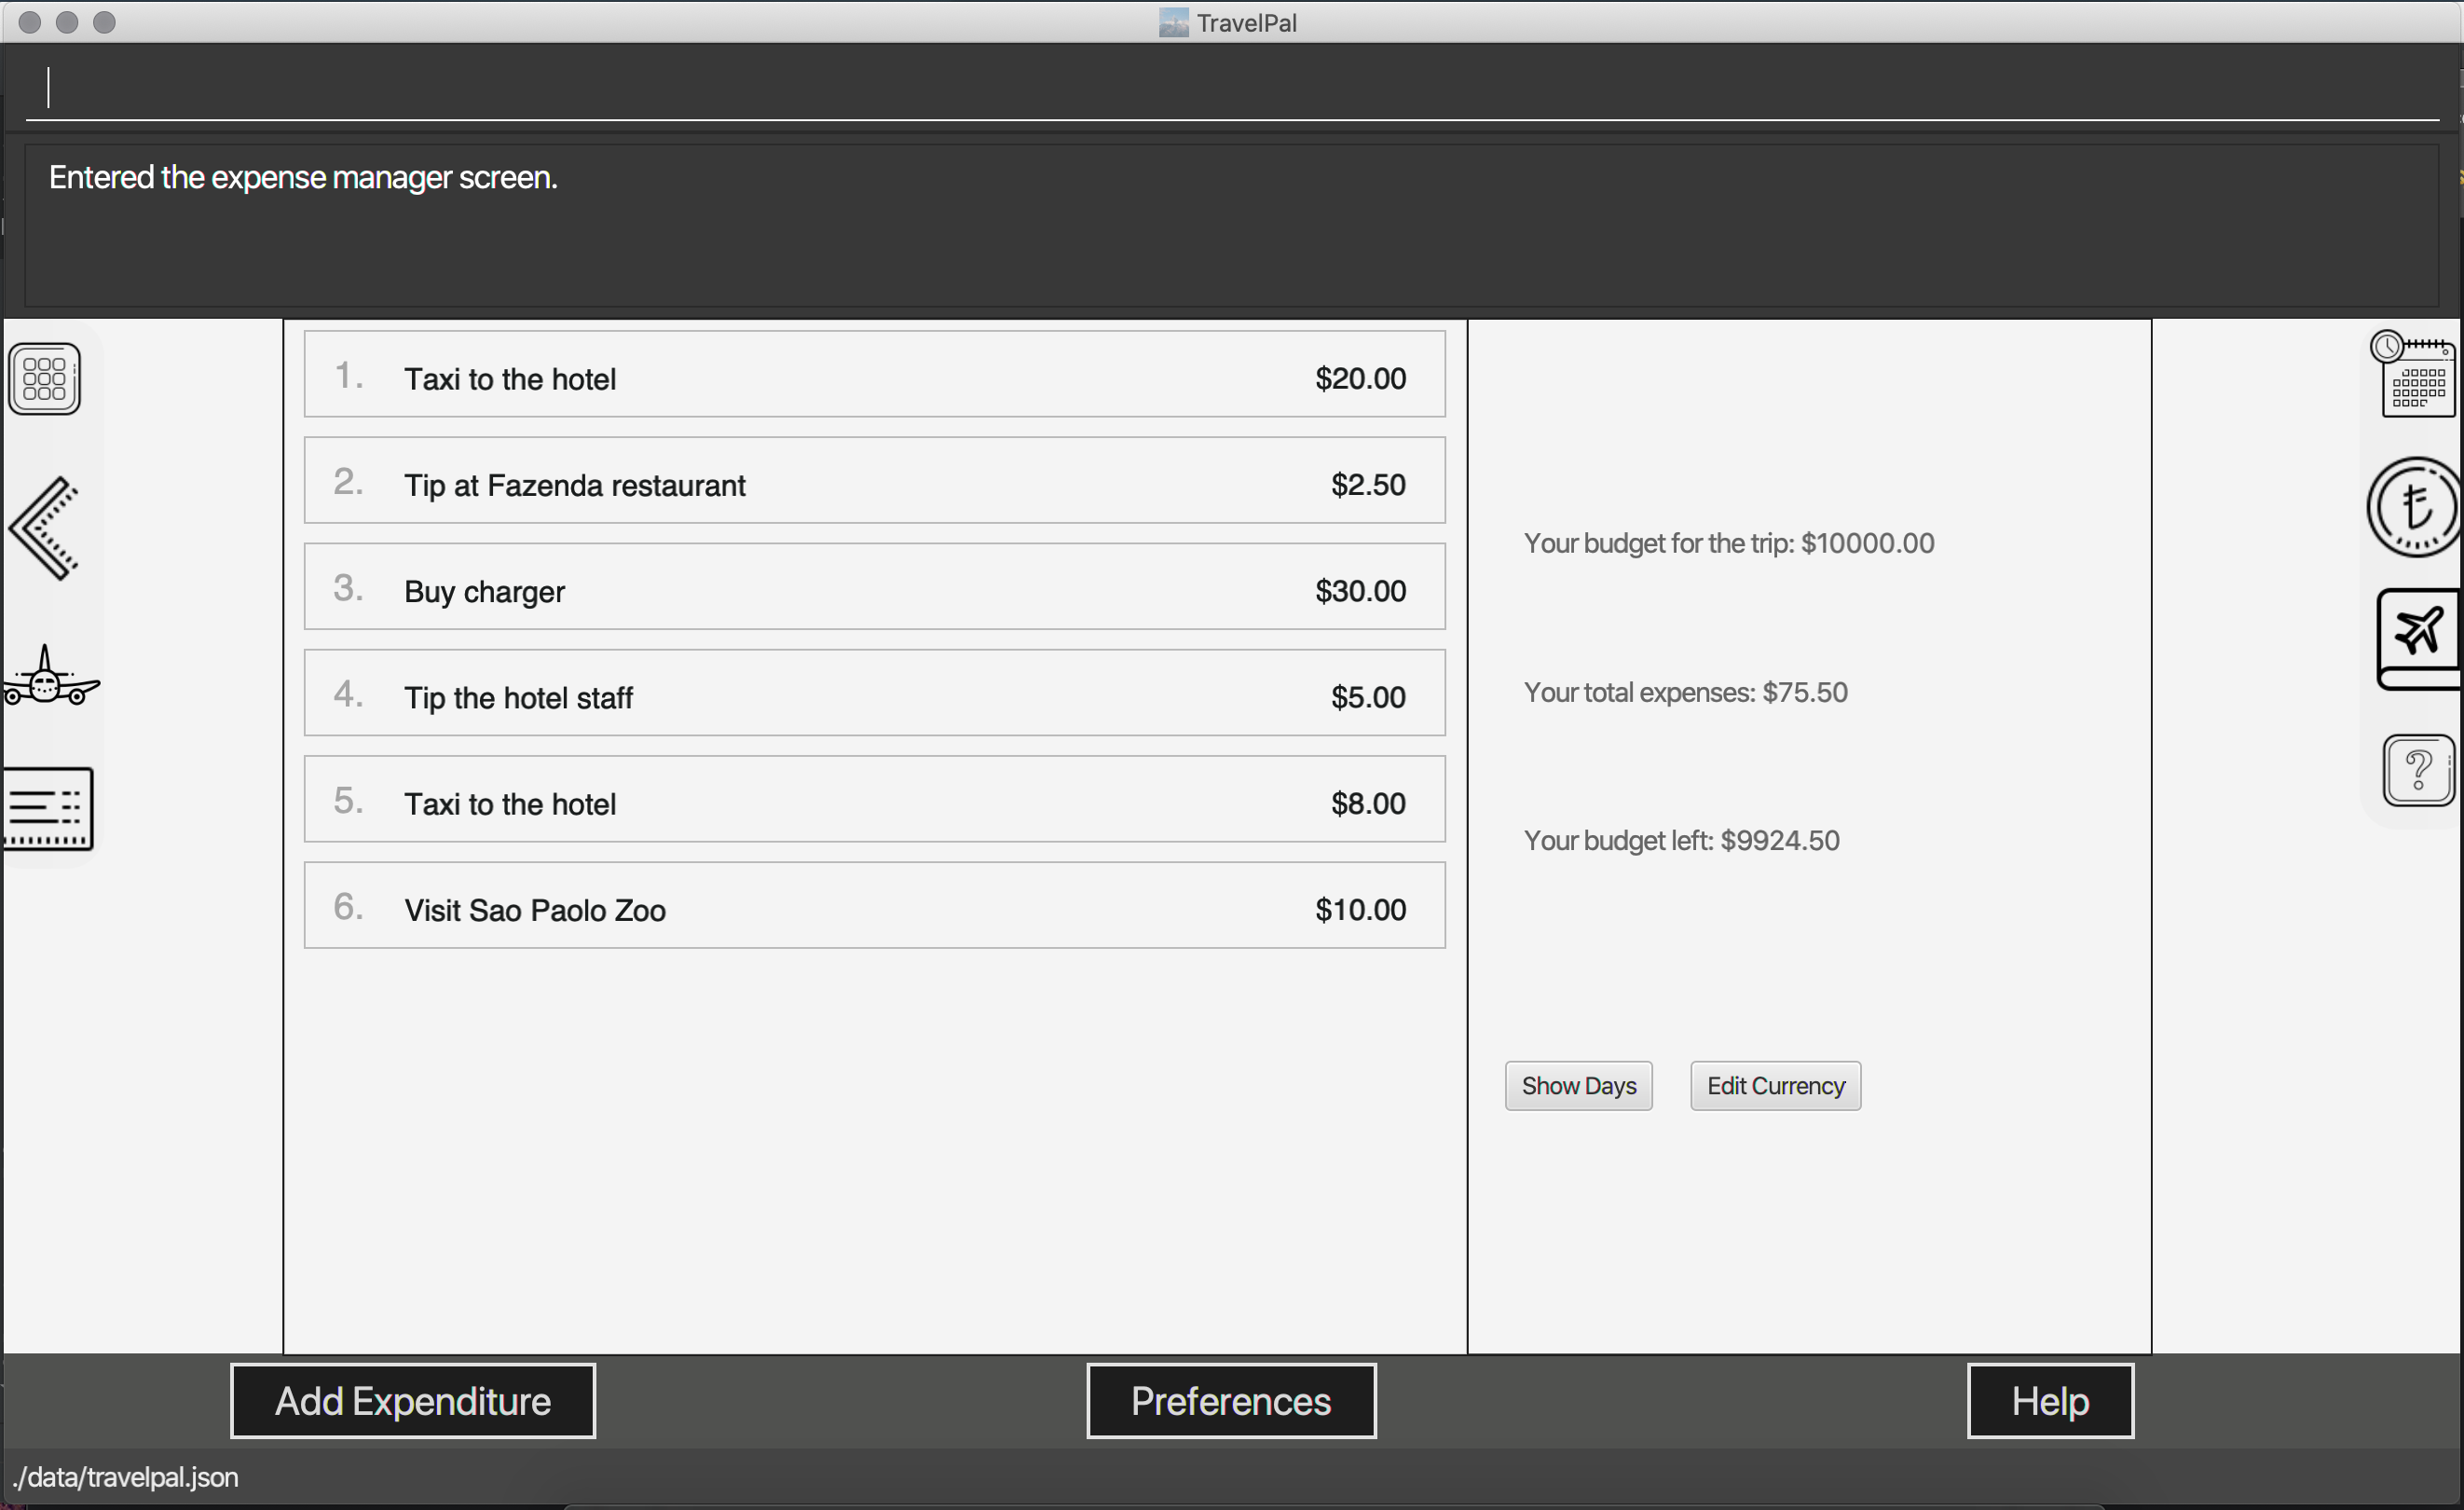 TravelPal
Entered the expense manager screen.
1. Taxi to the hotel $20.00
2. Tip at Fazenda restaurant $2.50
3. Buy charger $30.00
4. Tip the hotel staff $5.00
5. Taxi to the hotel $8.00
6. Visit Sao Paolo Zoo $10.00
Your budget for the trip: $10000.00
Your total expenses: $75.50
Your budget left: $9924.50
Show Days Edit Currency
Add Expenditure Preferences Help
./data/travelpal.json